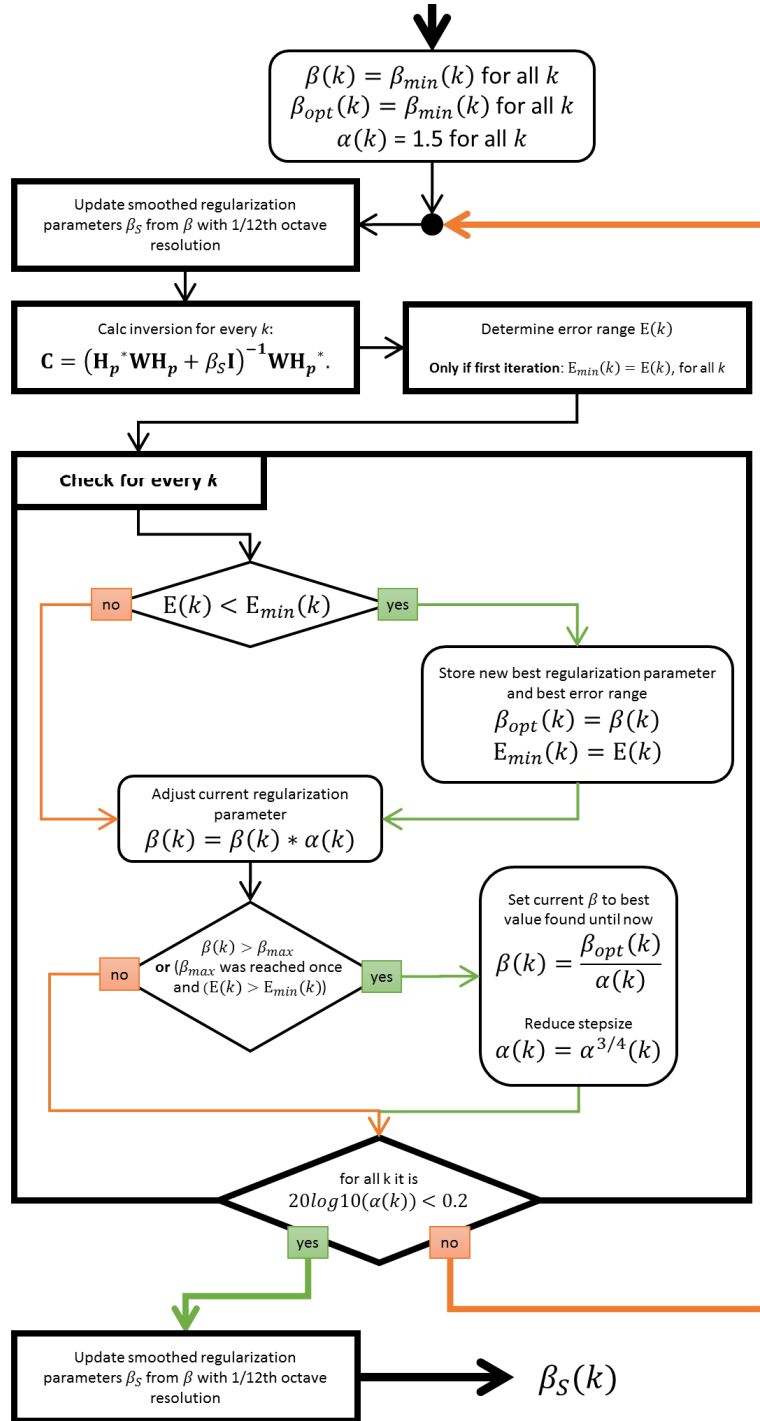 β(k) = β_min(k) for all k
β_opt(k) = β_min(k) for all k
α(k) = 1.5 for all k
Update smoothed regularization
parameters β_S from β with 1/12th octave
resolution
Calc inversion for every k:
C = (H_p^*WH_p + β_S I)^{-1}WH_p^*.
Determine error range E(k)
Only if first iteration: E_min(k) = E(k), for all k
Check for every k
no
E(k) < E_min(k)
yes
Store new best regularization parameter
and best error range
β_opt(k) = β(k)
E_min(k) = E(k)
Adjust current regularization
parameter
β(k) = β(k) * α(k)
β(k) > β_max
or (β_max was reached once
and (E(k) > E_min(k))
no
yes
Set current β to best
value found until now
β(k) = β_opt(k)/α(k)
Reduce stepsize
α(k) = α^{3/4}(k)
for all k it is
20log10(α(k)) < 0.2
yes
no
Update smoothed regularization
parameters β_S from β with 1/12th octave
resolution
β_S(k)